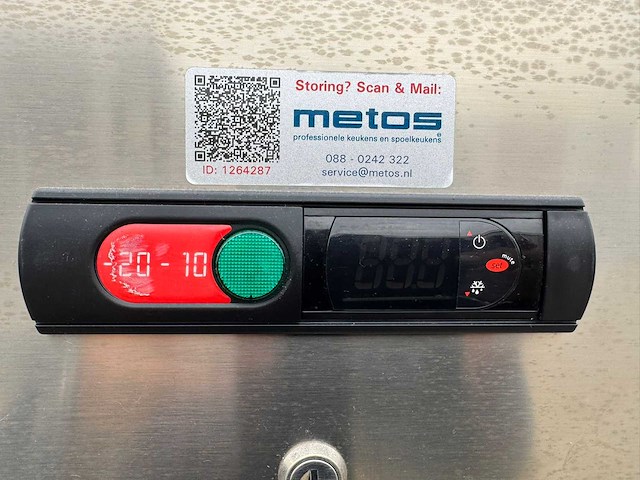 Storing? Scan & Mail:
metos
professionele keukens en spoelkeukens
ID: 1264287
088 - 0242 322
service@metos.nl
-20 - 10
mute
set